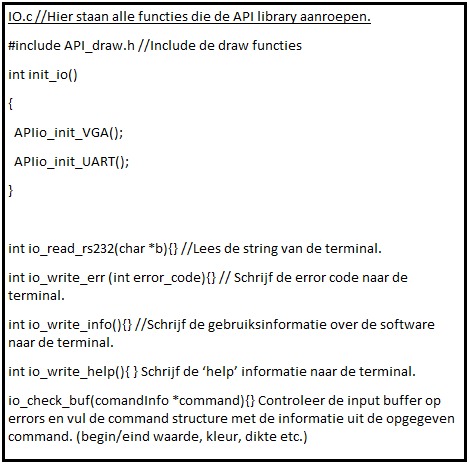 IO.c //Hier staan alle functies die de API library aanroepen.
#include API_draw.h //Include de draw functies
int init_io()
{
APIio_init_VGA();
APIio_init_UART();
}
int io_read_rs232(char *b){} //Lees de string van de terminal.
int io_write_err (int error_code){} // Schrijf de error code naar de
terminal.
int io_write_info(){} //Schrijf de gebruiksinformatie over de software
naar de terminal.
int io_write_help(){ } Schrijf de ‘help’ informatie naar de terminal.
io_check_buf(comandInfo *command){} Controleer de input buffer op
errors en vul de command structure met de informatie uit de opgegeven
command. (begin/eind waarde, kleur, dikte etc.)